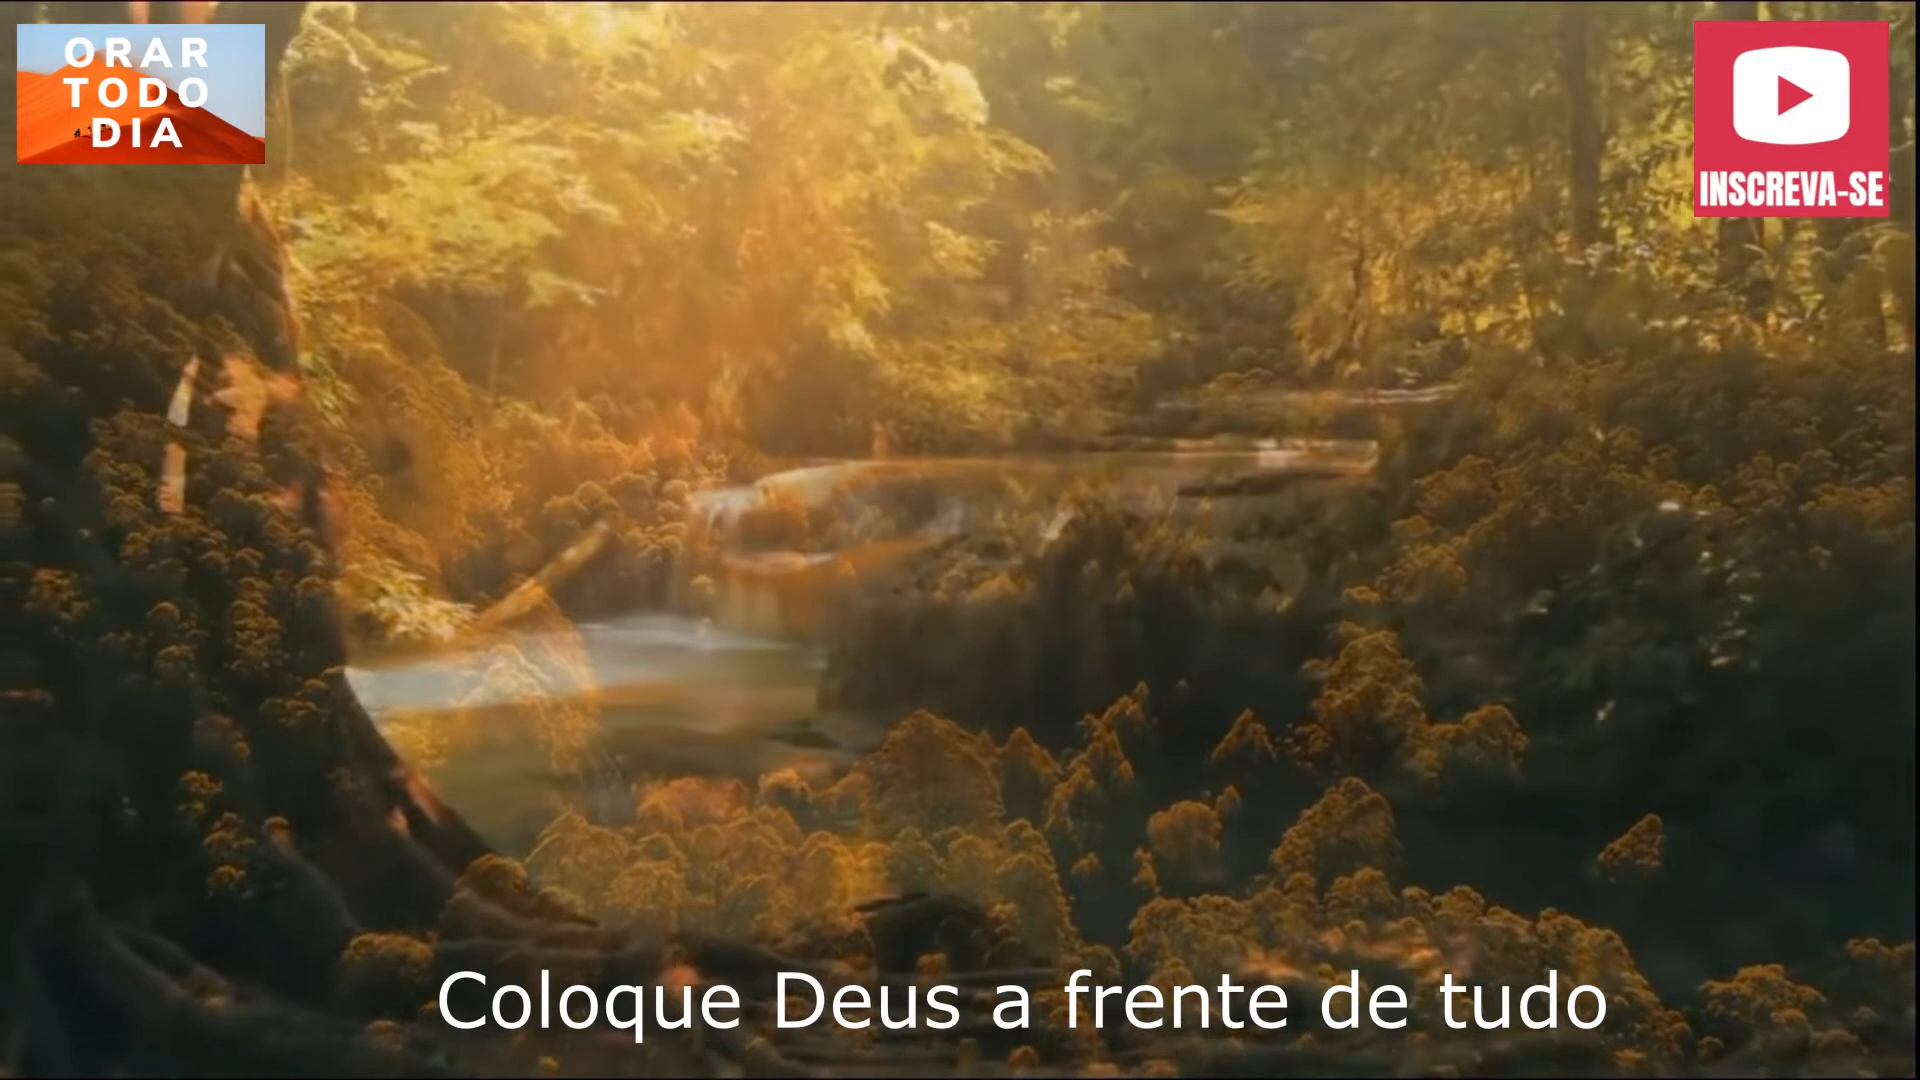 ORAR
TODO
DIA
INSCREVA-SE
Coloque Deus a frente de tudo